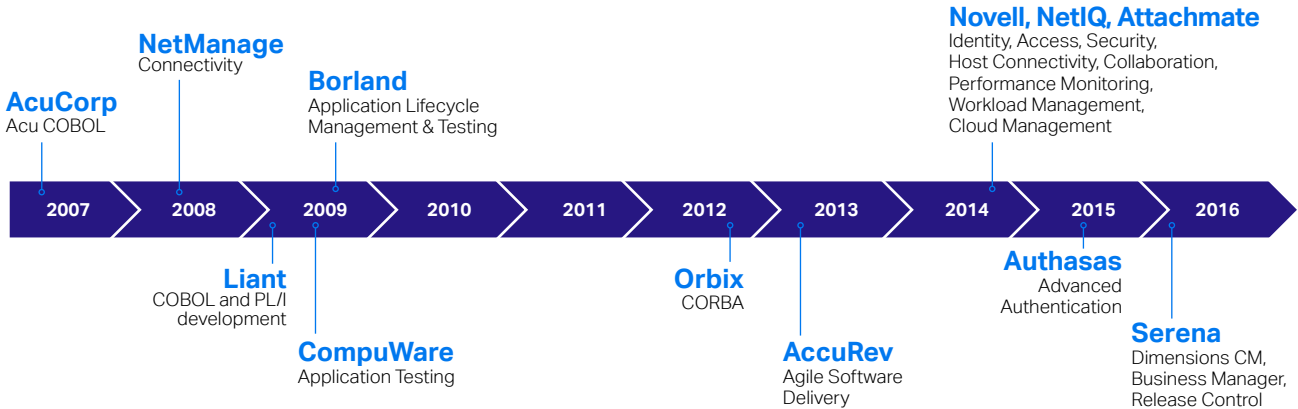 Novell, NetIQ, Attachmate
Identity, Access, Security,
Host Connectivity, Collaboration,
Performance Monitoring,
Workload Management,
Cloud Management
NetManage
Connectivity
Borland
Application Lifecycle
Management & Testing
AcuCorp
Acu COBOL
2007
2008
2009
2010
2011
2012
2013
2014
2015
2016
Liant
COBOL and PL/I
development
CompuWare
Application Testing
Orbix
CORBA
AccuRev
Agile Software
Delivery
Authasas
Advanced
Authentication
Serena
Dimensions CM,
Business Manager,
Release Control